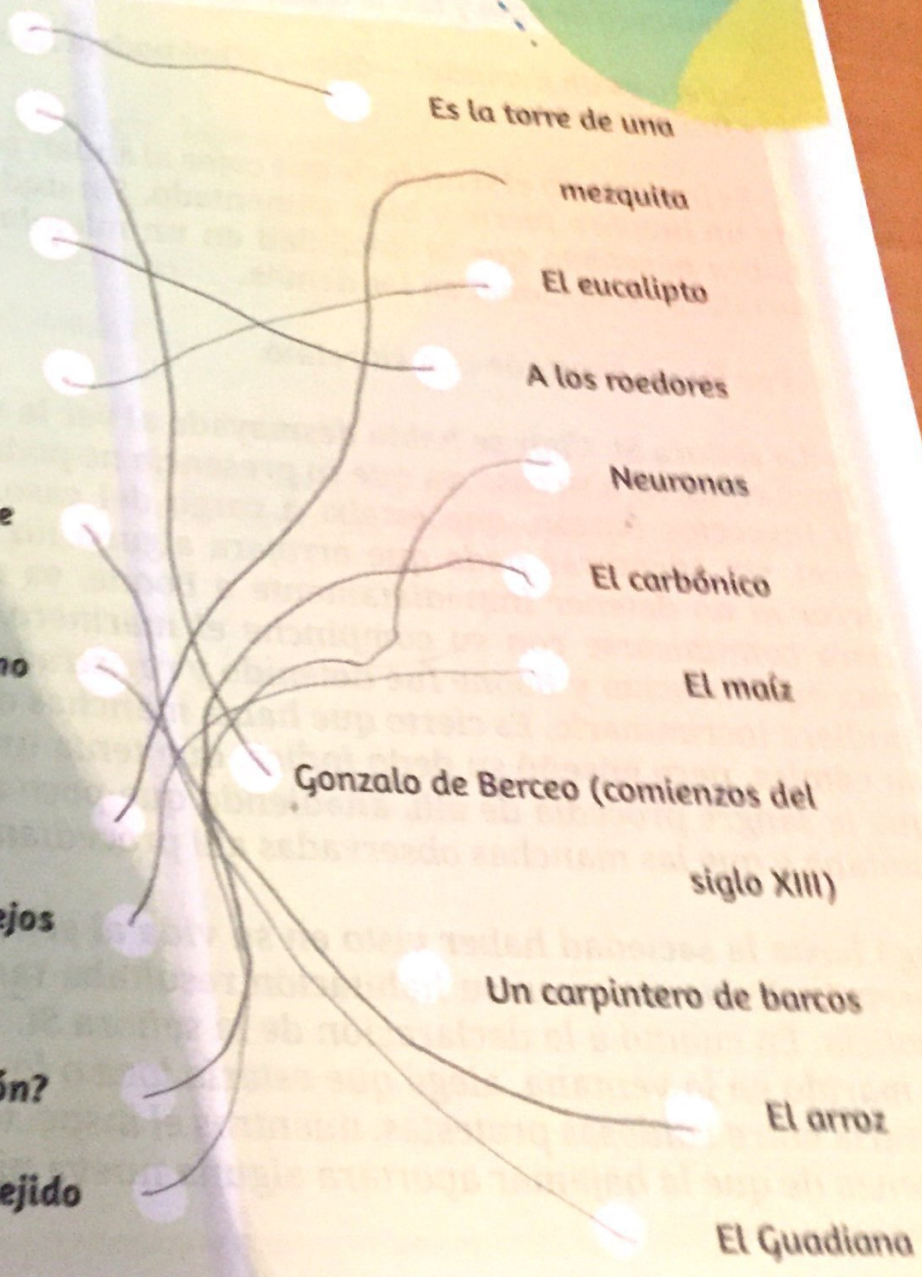 Es la torre de una
mezquita
El eucalipto
A los roedores
Neuronas
e
El carbónico
no
El maíz
Gonzalo de Berceo (comienzos del
siglo XIII)
ejos
Un carpintero de barcos
ón?
El arroz
ejido
El Guadiana